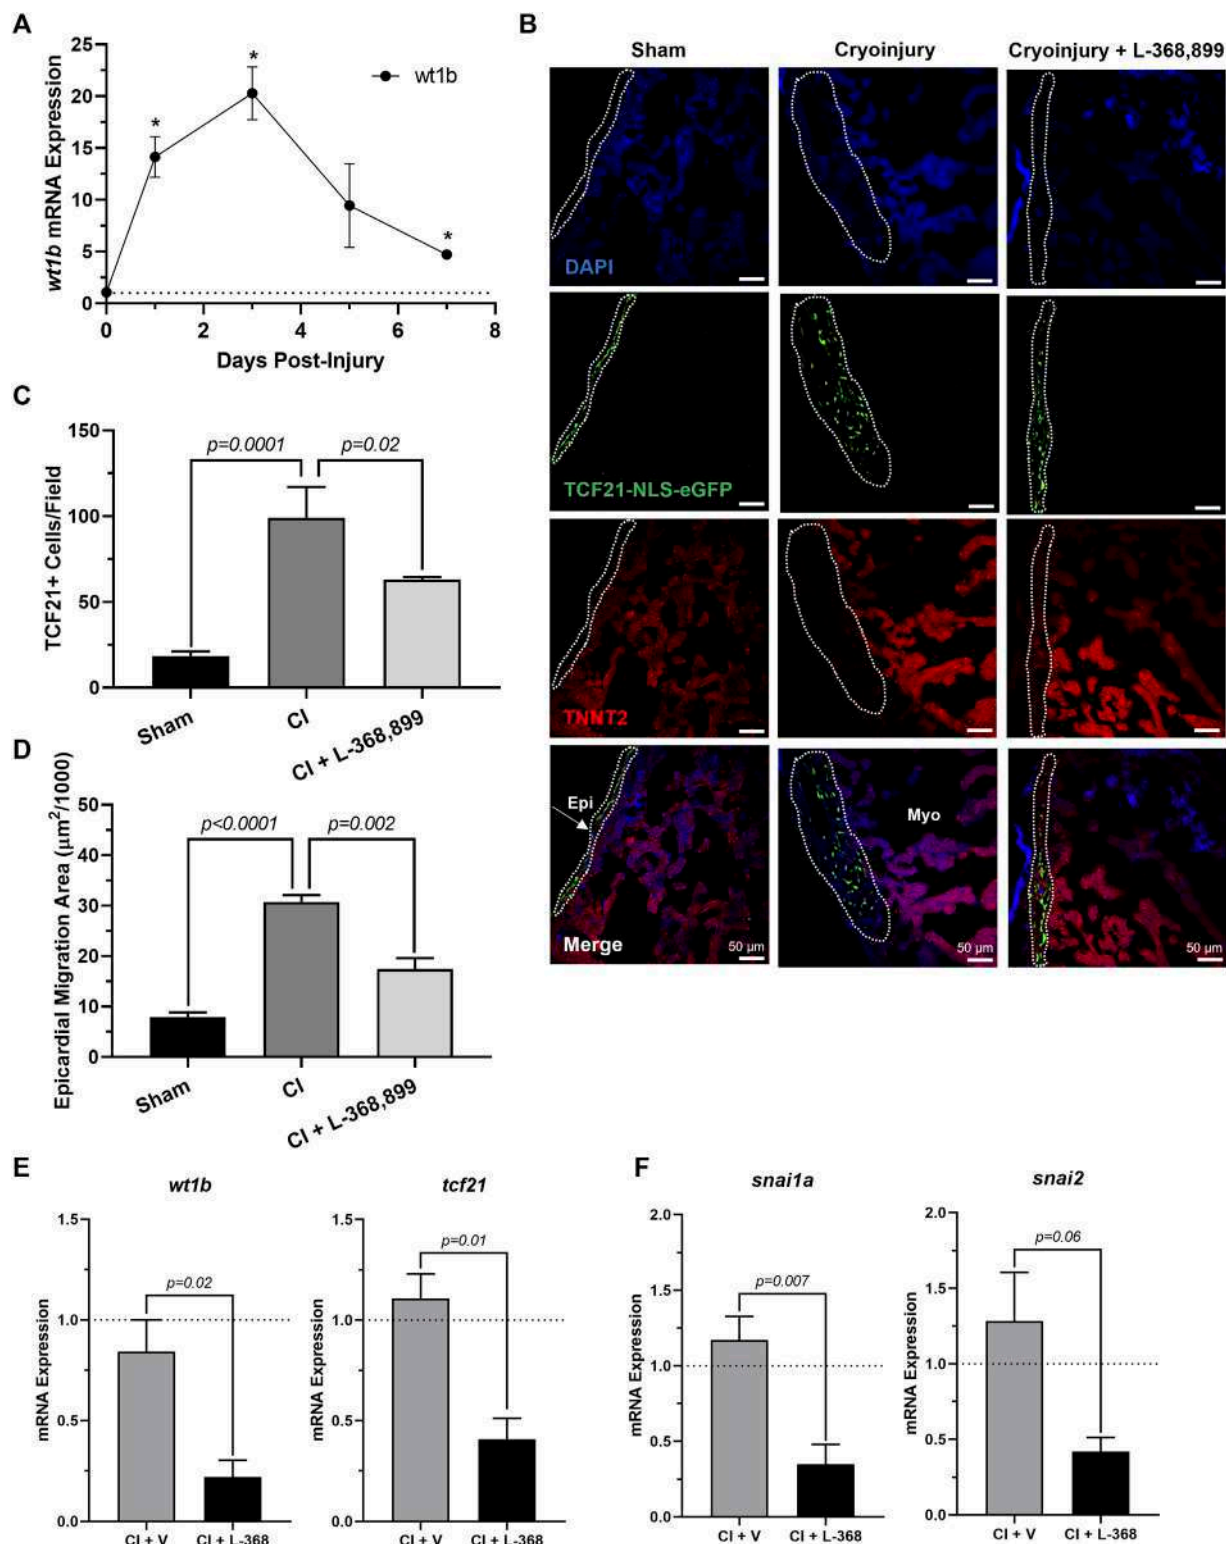 A
wt1b mRNA Expression
25
20
15
10
5
0
* * *
wt1b
0 2 4 6 8
Days Post-Injury
B
Sham Cryoinjury Cryoinjury + L-368,899
DAPI
TCF21-NLS-eGFP
TNNT2
Epi
Myo
Merge
50 µm 50 µm 50 µm
C
TCF21+ Cells/Field
150
100
50
0
p=0.0001 p=0.02
Sham CI CI + L-368,899
D
Epicardial Migration Area (µm²/1000)
50
40
30
20
10
0
p<0.0001 p=0.002
Sham CI CI + L-368,899
E
wt1b
mRNA Expression
1.5
1.0
0.5
0.0
p=0.02
CI + V CI + L-368
tcf21
mRNA Expression
1.5
1.0
0.5
0.0
p=0.01
CI + V CI + L-368
F
snai1a
mRNA Expression
2.0
1.5
1.0
0.5
0.0
p=0.007
CI + V CI + L-368
snai2
mRNA Expression
2.0
1.5
1.0
0.5
0.0
p=0.06
CI + V CI + L-368